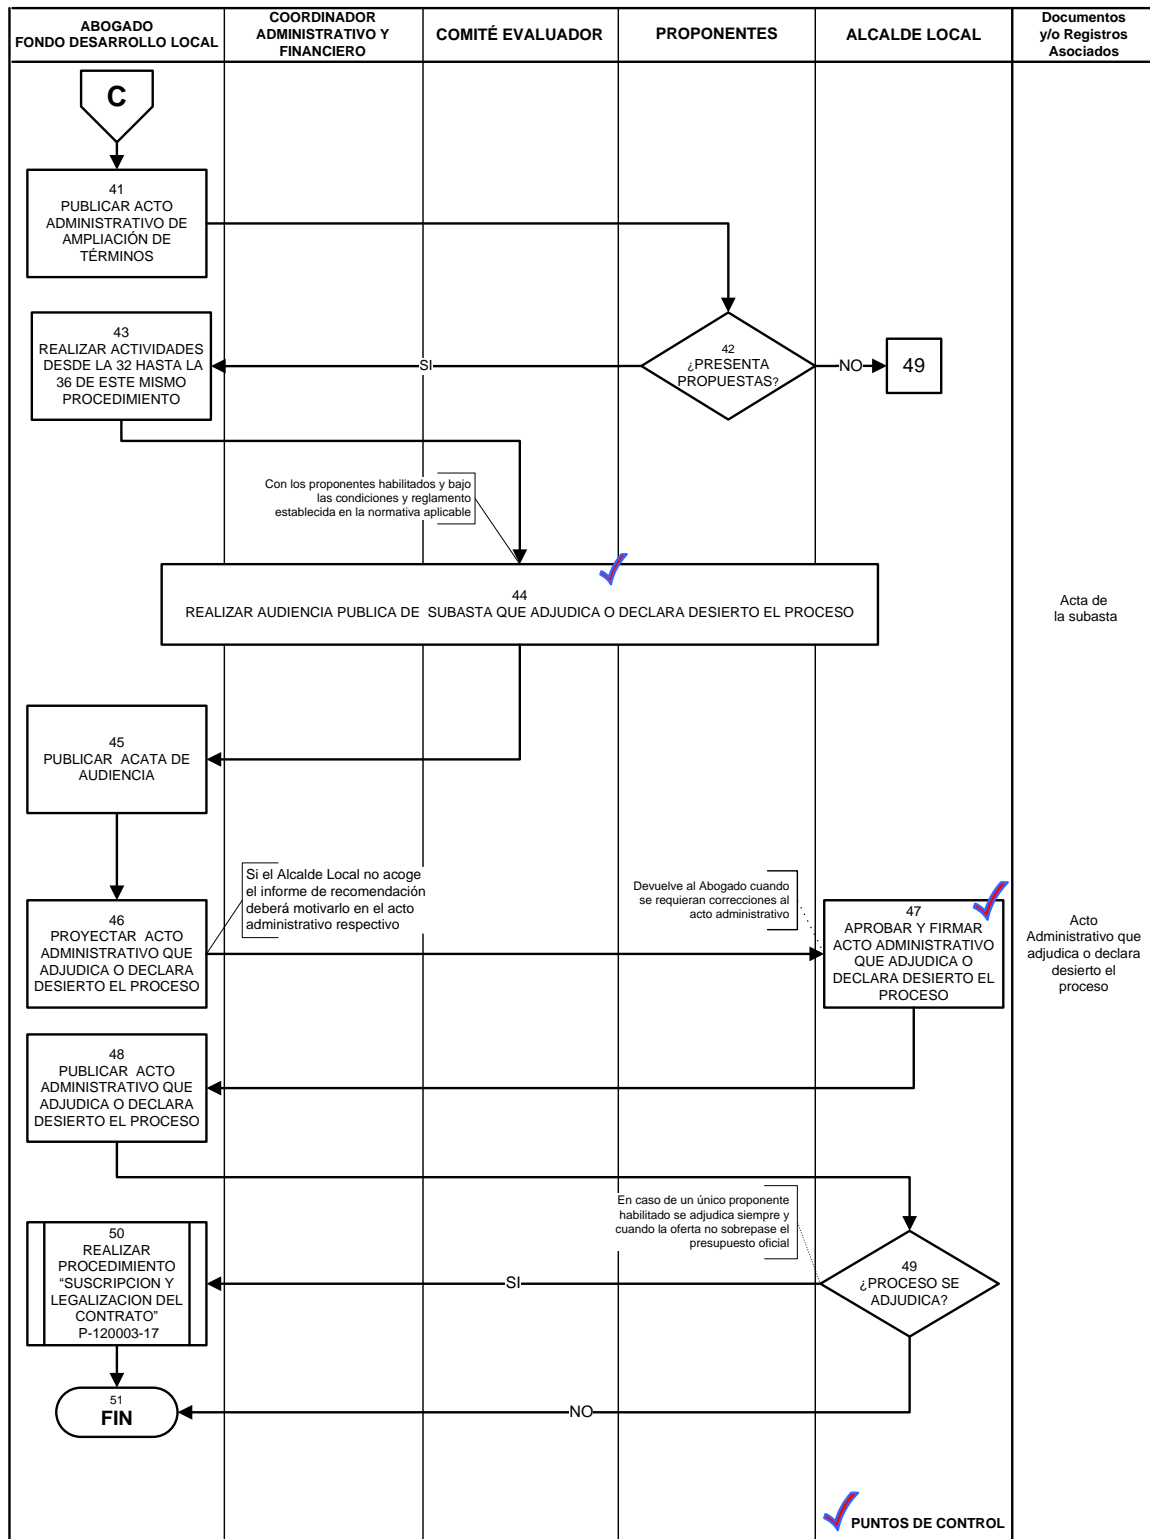 ABOGADO
FONDO DESARROLLO LOCAL
COORDINADOR
ADMINISTRATIVO Y
FINANCIERO
COMITÉ EVALUADOR
PROPONENTES
ALCALDE LOCAL
Documentos
y/o Registros
Asociados
C
41
PUBLICAR ACTO
ADMINISTRATIVO DE
AMPLIACIÓN DE
TÉRMINOS
43
REALIZAR ACTIVIDADES
DESDE LA 32 HASTA LA
36 DE ESTE MISMO
PROCEDIMIENTO
SI
42
¿PRESENTA
PROPUESTAS?
NO
49
Con los proponentes habilitados y bajo
las condiciones y reglamento
establecida en la normativa aplicable
44
REALIZAR AUDIENCIA PUBLICA DE SUBASTA QUE ADJUDICA O DECLARA DESIERTO EL PROCESO
Acta de
la subasta
45
PUBLICAR ACATA DE
AUDIENCIA
Si el Alcalde Local no acoge
el informe de recomendación
deberá motivarlo en el acto
administrativo respectivo
Devuelve al Abogado cuando
se requieran correcciones al
acto administrativo
46
PROYECTAR ACTO
ADMINISTRATIVO QUE
ADJUDICA O DECLARA
DESIERTO EL PROCESO
47
APROBAR Y FIRMAR
ACTO ADMINISTRATIVO
QUE ADJUDICA O
DECLARA DESIERTO EL
PROCESO
Acto
Administrativo que
adjudica o declara
desierto el
proceso
48
PUBLICAR ACTO
ADMINISTRATIVO QUE
ADJUDICA O DECLARA
DESIERTO EL PROCESO
En caso de un único proponente
habilitado se adjudica siempre y
cuando la oferta no sobrepase el
presupuesto oficial
50
REALIZAR
PROCEDIMIENTO
“SUSCRIPCION Y
LEGALIZACION DEL
CONTRATO”
P-120003-17
SI
49
¿PROCESO SE
ADJUDICA?
51
FIN
NO
PUNTOS DE CONTROL